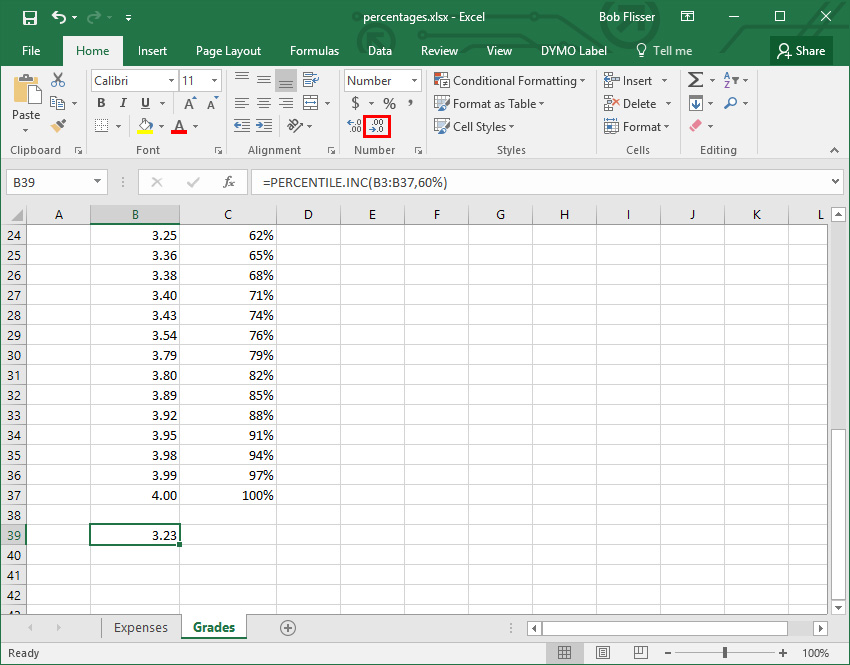 percentages.xlsx - Excel
Bob Flisser
File Home Insert Page Layout Formulas Data Review View DYMO Label Tell me Share
Calibri 11 Number Conditional Formatting Insert
Paste B I U A A $ % , Format as Table Delete
A .00 .00 .0 Cell Styles Format
Clipboard Font Alignment Number Styles Cells Editing
B39 fx =PERCENTILE.INC(B3:B37,60%)
A B C D E F G H I J K L
24 3.25 62%
25 3.36 65%
26 3.38 68%
27 3.40 71%
28 3.43 74%
29 3.54 76%
30 3.79 79%
31 3.80 82%
32 3.89 85%
33 3.92 88%
34 3.95 91%
35 3.98 94%
36 3.99 97%
37 4.00 100%
38
39 3.23
40
41
42
Expenses Grades
Ready 100%